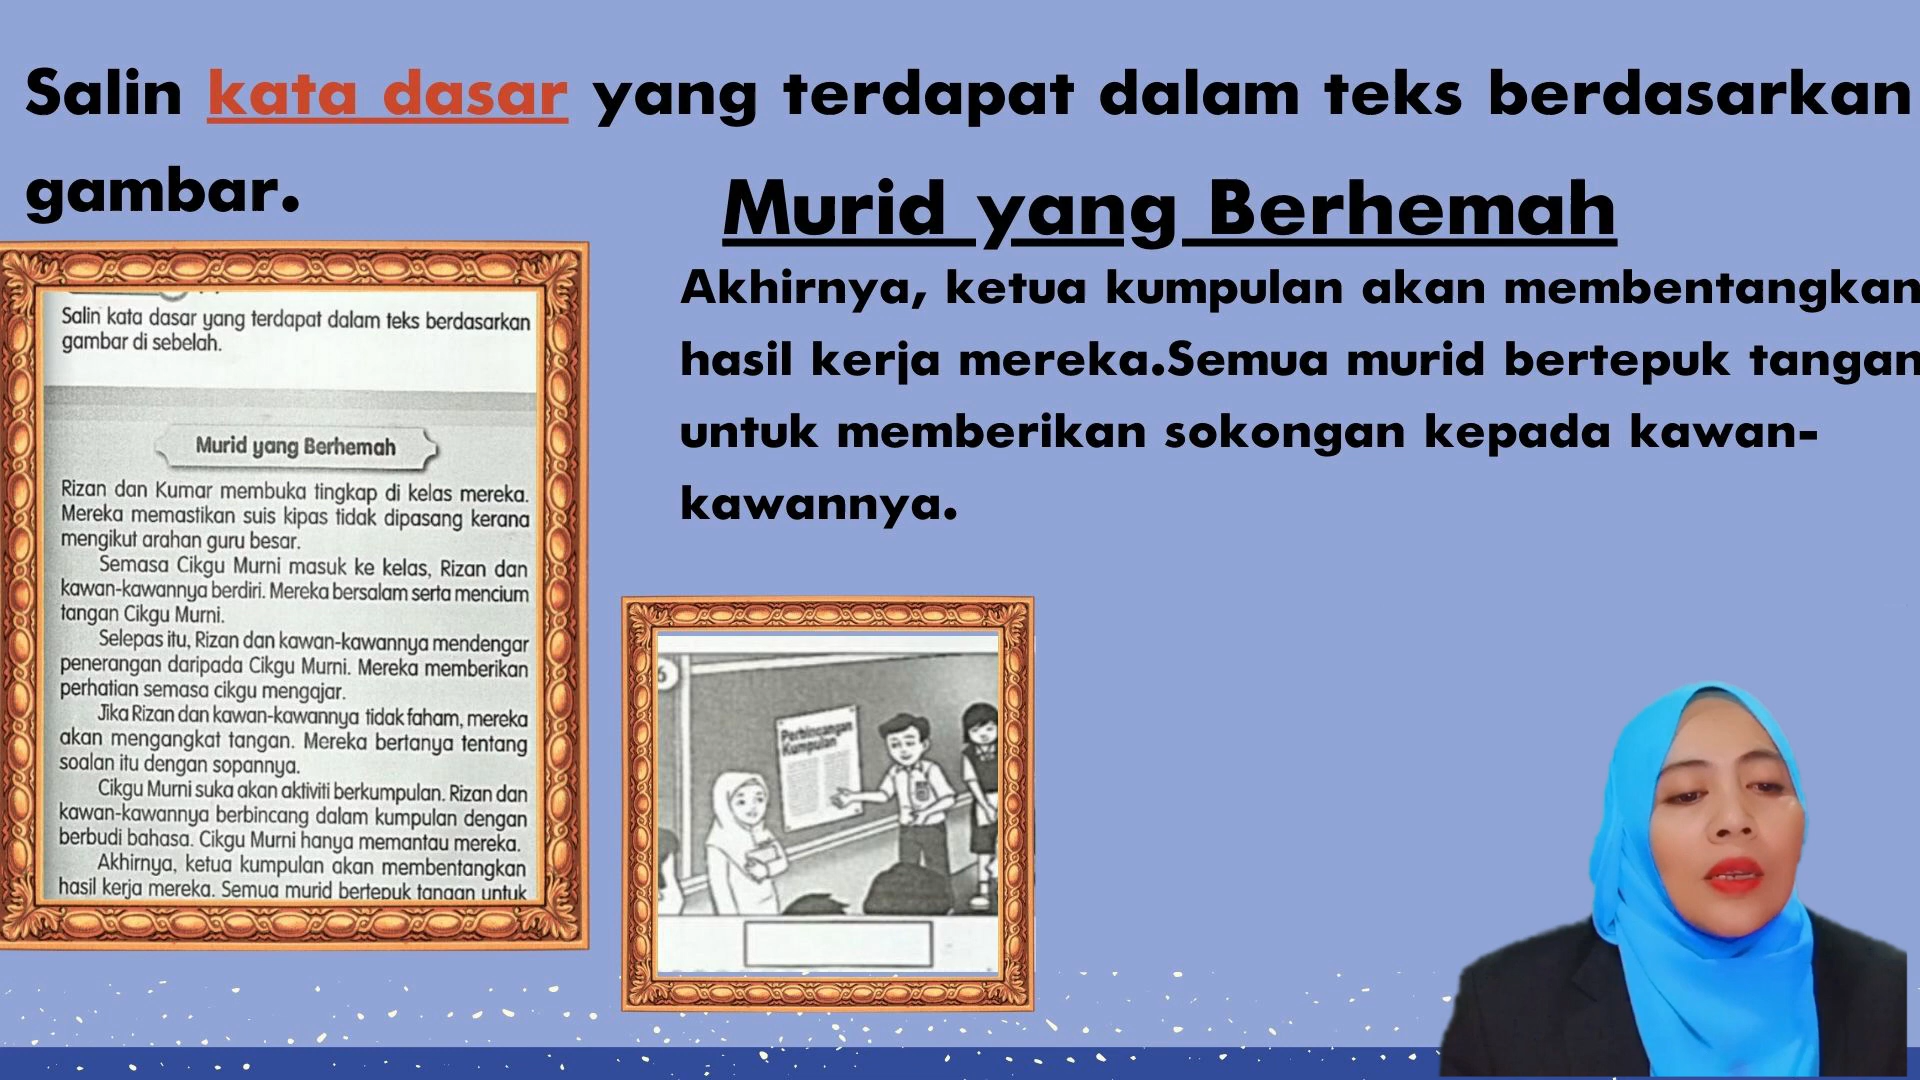 Salin kata dasar yang terdapat dalam teks berdasarkan
gambar.
Murid yang Berhemah
Akhirnya, ketua kumpulan akan membentangkan
hasil kerja mereka.Semua murid bertepuk tangan
untuk memberikan sokongan kepada kawan-
kawannya.
Salin kata dasar yang terdapat dalam teks berdasarkan
gambar di sebelah.
Murid yang Berhemah
Rizan dan Kumar membuka tingkap di kelas mereka.
Mereka memastikan suis kipas tidak dipasang kerana
mengikut arahan guru besar.
Semasa Cikgu Murni masuk ke kelas, Rizan dan
kawan-kawannya berdiri. Mereka bersalam serta mencium
tangan Cikgu Murni.
Selepas itu, Rizan dan kawan-kawannya mendengar
penerangan daripada Cikgu Murni. Mereka memberikan
perhatian semasa cikgu mengajar.
Jika Rizan dan kawan-kawannya tidak faham, mereka
akan mengangkat tangan. Mereka bertanya tentang
soalan itu dengan sopannya.
Cikgu Murni suka akan aktiviti berkumpulan. Rizan dan
kawan-kawannya berbincang dalam kumpulan dengan
berbudi bahasa. Cikgu Murni hanya memantau mereka.
Akhirnya, ketua kumpulan akan membentangkan
hasil kerja mereka. Semua murid bertepuk tangan untuk
6
Perbincangan
Kumpulan